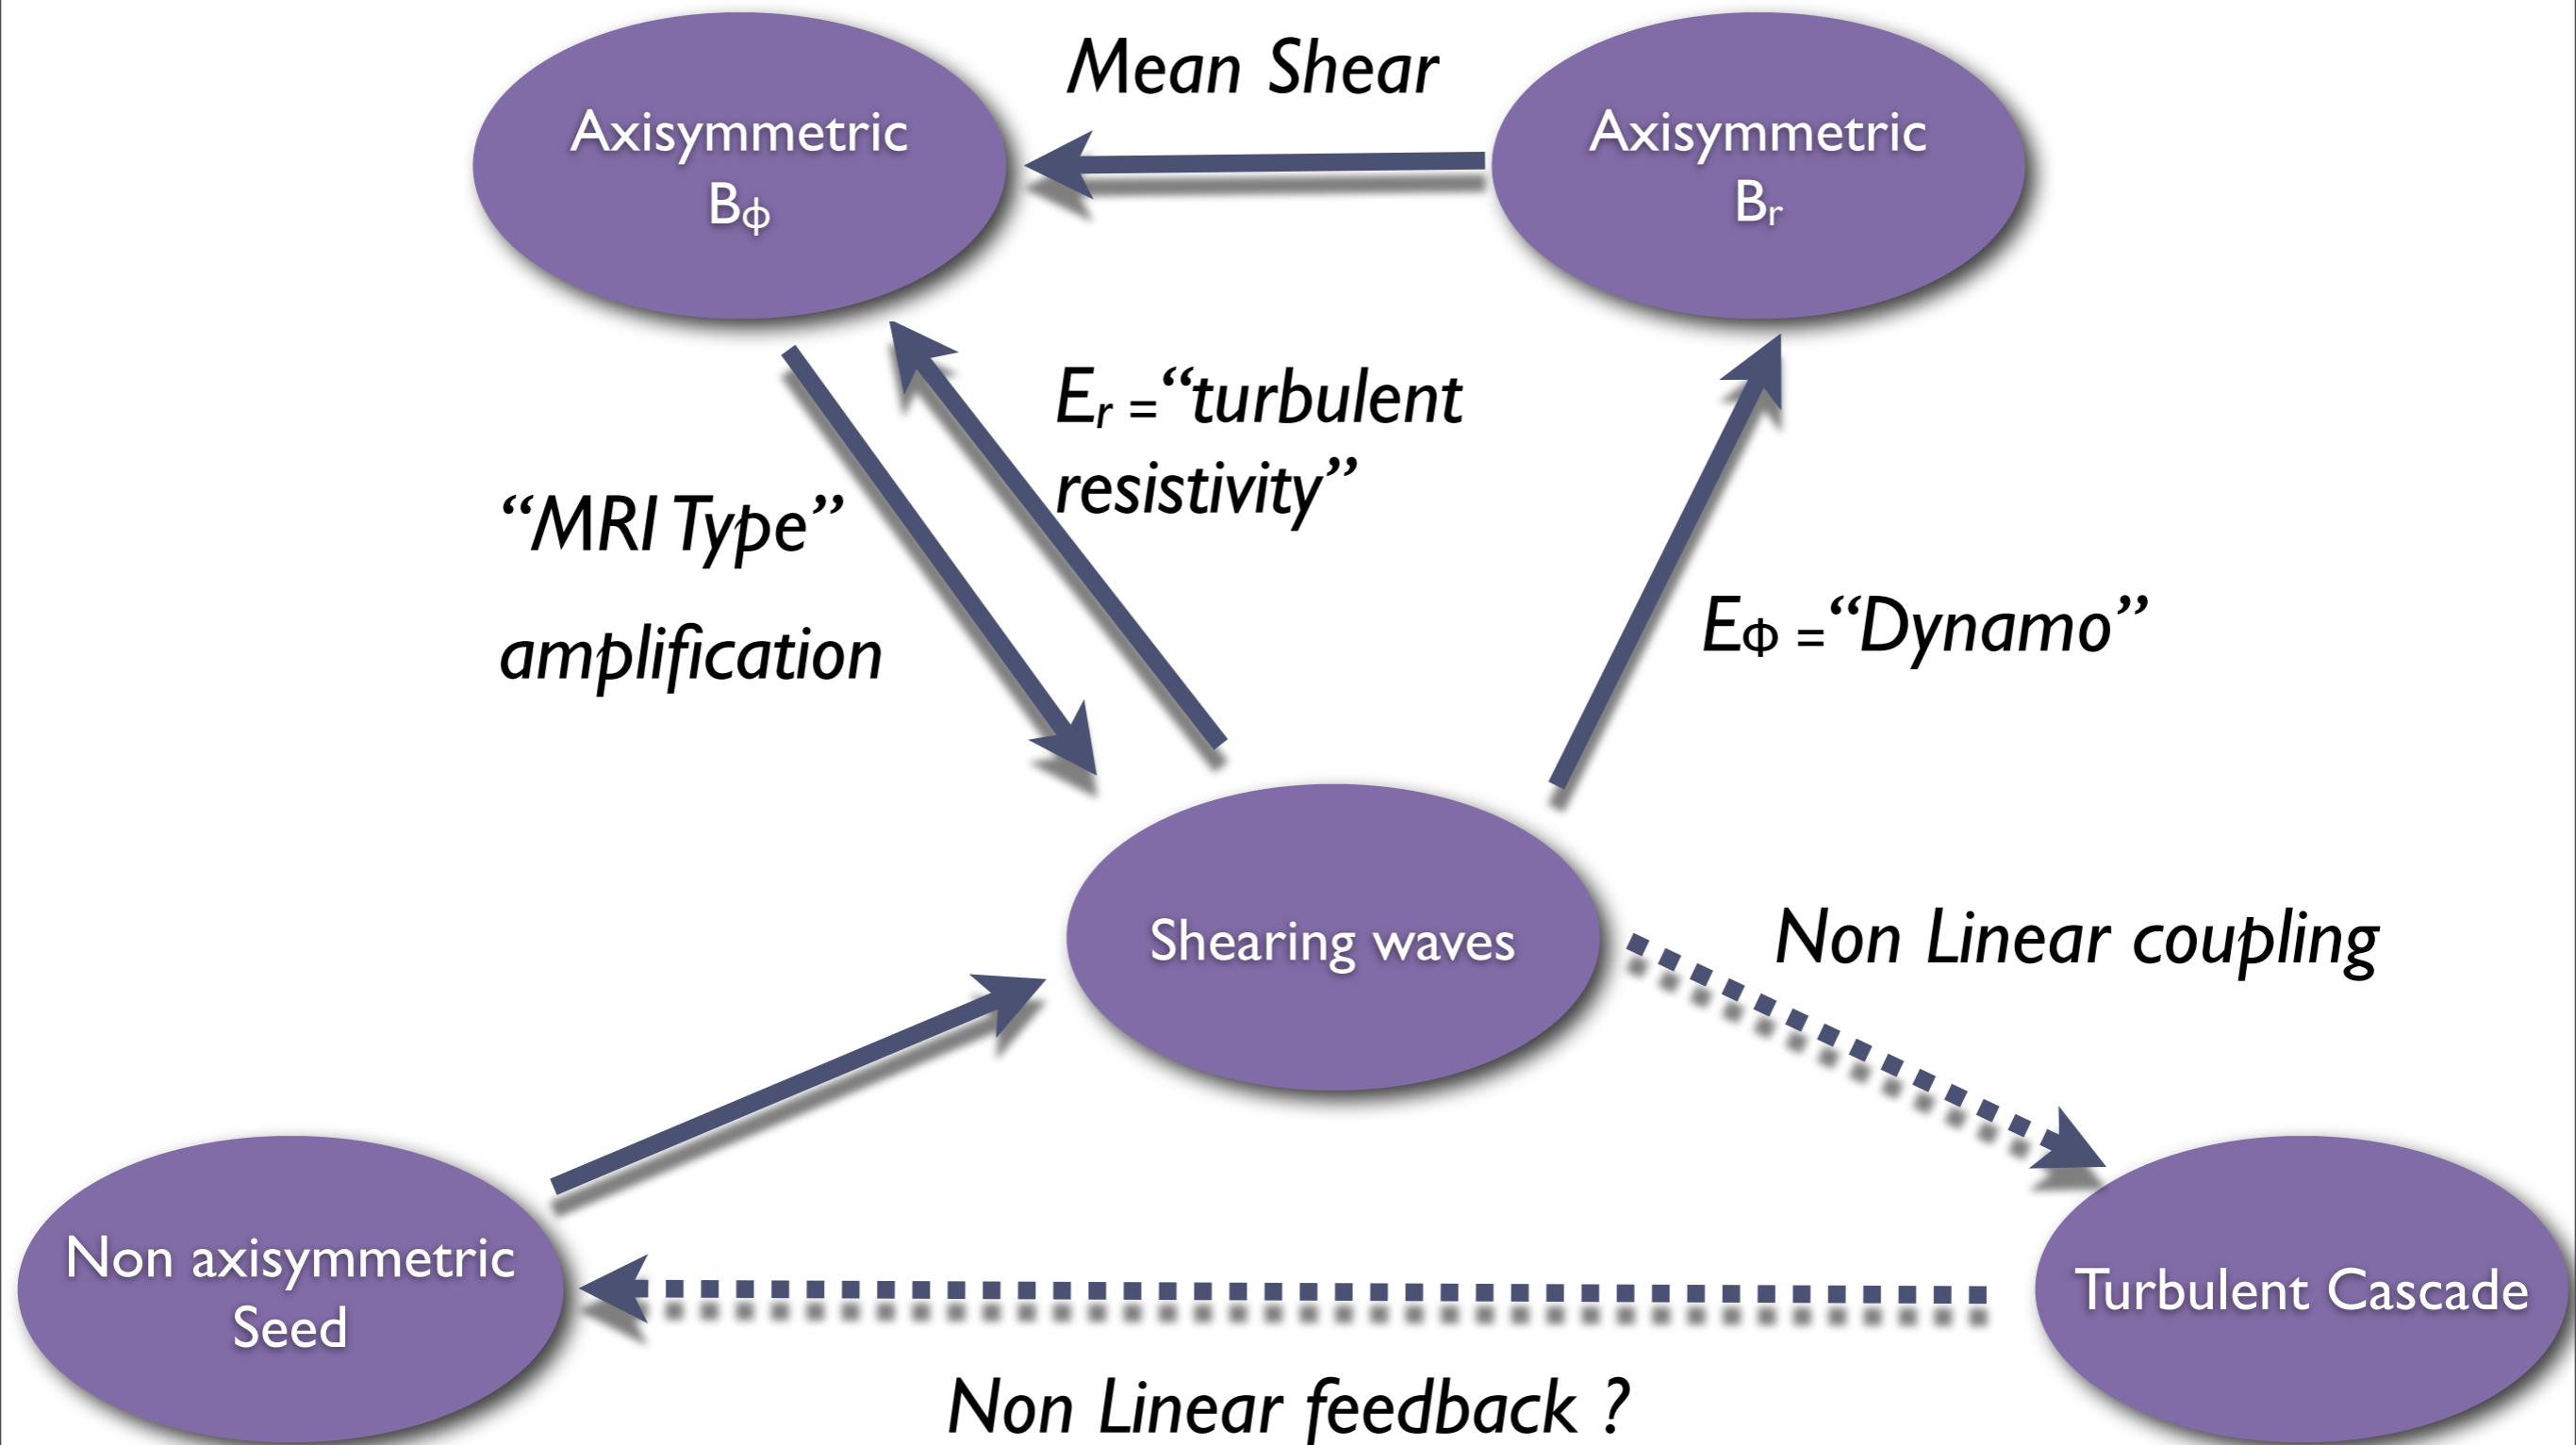 Mean Shear
Axisymmetric
B𝜙
Axisymmetric
Br
Er =“turbulent
resistivity”
“MRI Type”
amplification
EΦ =“Dynamo”
Shearing waves
Non Linear coupling
Non axisymmetric
Seed
Turbulent Cascade
Non Linear feedback ?